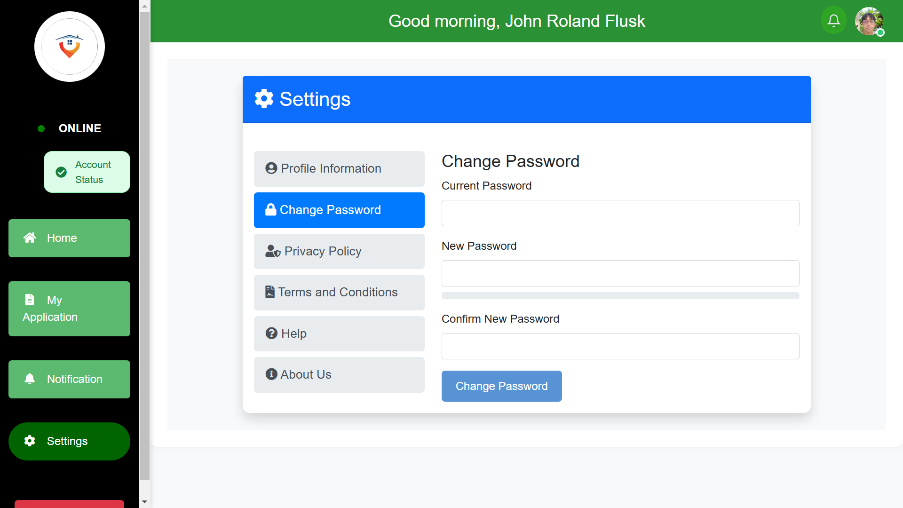 Good morning, John Roland Flusk
ONLINE
Account
Status
Home
My
Application
Notification
Settings
Settings
Profile Information
Change Password
Privacy Policy
Terms and Conditions
Help
About Us
Change Password
Current Password
New Password
Confirm New Password
Change Password